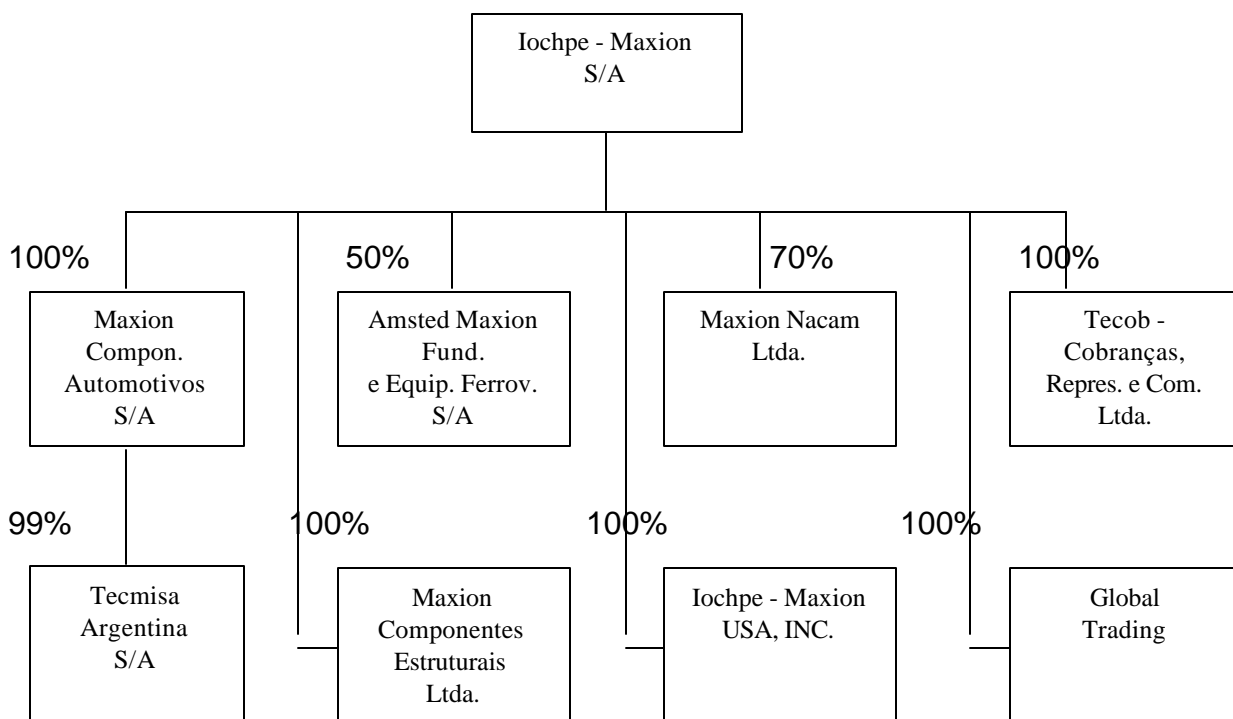 Iochpe - Maxion
S/A
100%
50%
70%
100%
Maxion
Compon.
Automotivos
S/A
Amsted Maxion
Fund.
e Equip. Ferrov.
S/A
Maxion Nacam
Ltda.
Tecob -
Cobranças,
Repres. e Com.
Ltda.
99%
100%
100%
100%
Tecmisa
Argentina
S/A
Maxion
Componentes
Estruturais
Ltda.
Iochpe - Maxion
USA, INC.
Global
Trading